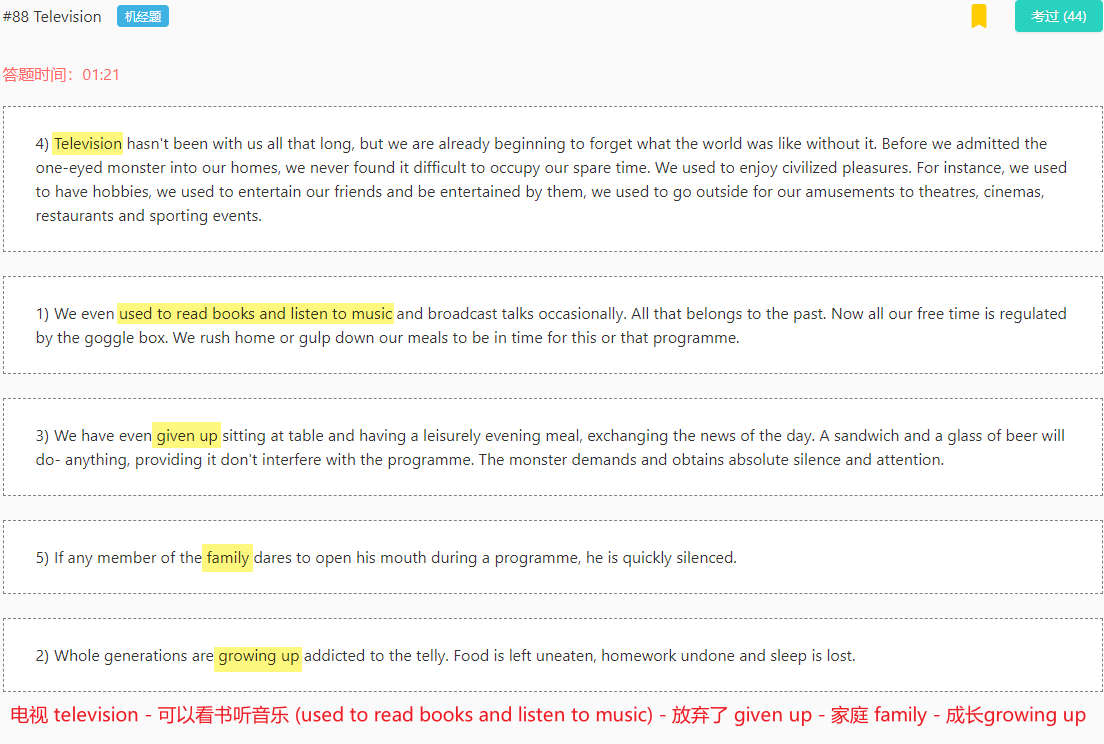 #88 Television 机经题
考过 (44)
答题时间：01:21
4) Television hasn't been with us all that long, but we are already beginning to forget what the world was like without it. Before we admitted the
one-eyed monster into our homes, we never found it difficult to occupy our spare time. We used to enjoy civilized pleasures. For instance, we used
to have hobbies, we used to entertain our friends and be entertained by them, we used to go outside for our amusements to theatres, cinemas,
restaurants and sporting events.
1) We even used to read books and listen to music and broadcast talks occasionally. All that belongs to the past. Now all our free time is regulated
by the goggle box. We rush home or gulp down our meals to be in time for this or that programme.
3) We have even given up sitting at table and having a leisurely evening meal, exchanging the news of the day. A sandwich and a glass of beer will
do- anything, providing it don't interfere with the programme. The monster demands and obtains absolute silence and attention.
5) If any member of the family dares to open his mouth during a programme, he is quickly silenced.
2) Whole generations are growing up addicted to the telly. Food is left uneaten, homework undone and sleep is lost.
电视 television - 可以看书听音乐 (used to read books and listen to music) - 放弃了 given up - 家庭 family - 成长growing up